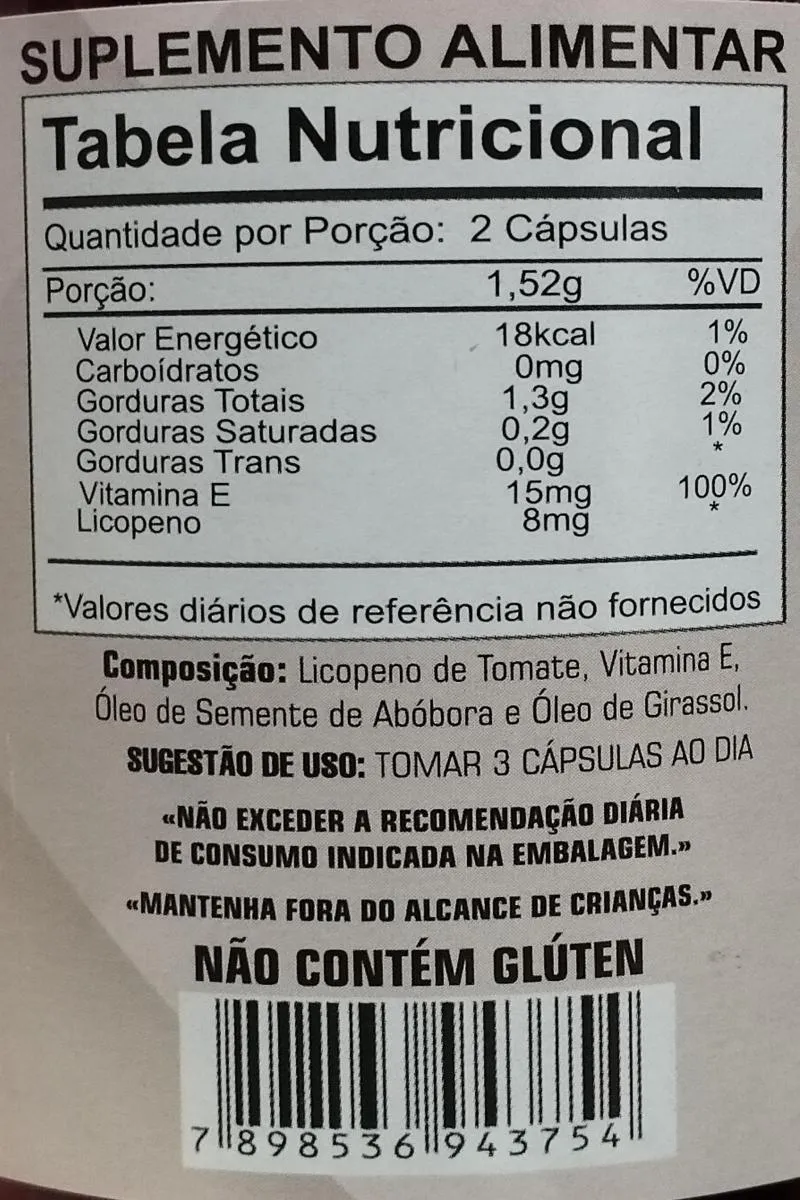 SUPLEMENTO ALIMENTAR
Tabela Nutricional
Quantidade por Porção: 2 Cápsulas
Porção: 1,52g %VD
Valor Energético 18kcal 1%
Carboídratos 0mg 0%
Gorduras Totais 1,3g 2%
Gorduras Saturadas 0,2g 1%
Gorduras Trans 0,0g *
Vitamina E 15mg 100%
Licopeno 8mg *
*Valores diários de referência não fornecidos
Composição: Licopeno de Tomate, Vitamina E,
Óleo de Semente de Abóbora e Óleo de Girassol.
SUGESTÃO DE USO: TOMAR 3 CÁPSULAS AO DIA
«NÃO EXCEDER A RECOMENDAÇÃO DIÁRIA
DE CONSUMO INDICADA NA EMBALAGEM.»
«MANTENHA FORA DO ALCANCE DE CRIANÇAS.»
NÃO CONTÉM GLÚTEN
7 898536 943754